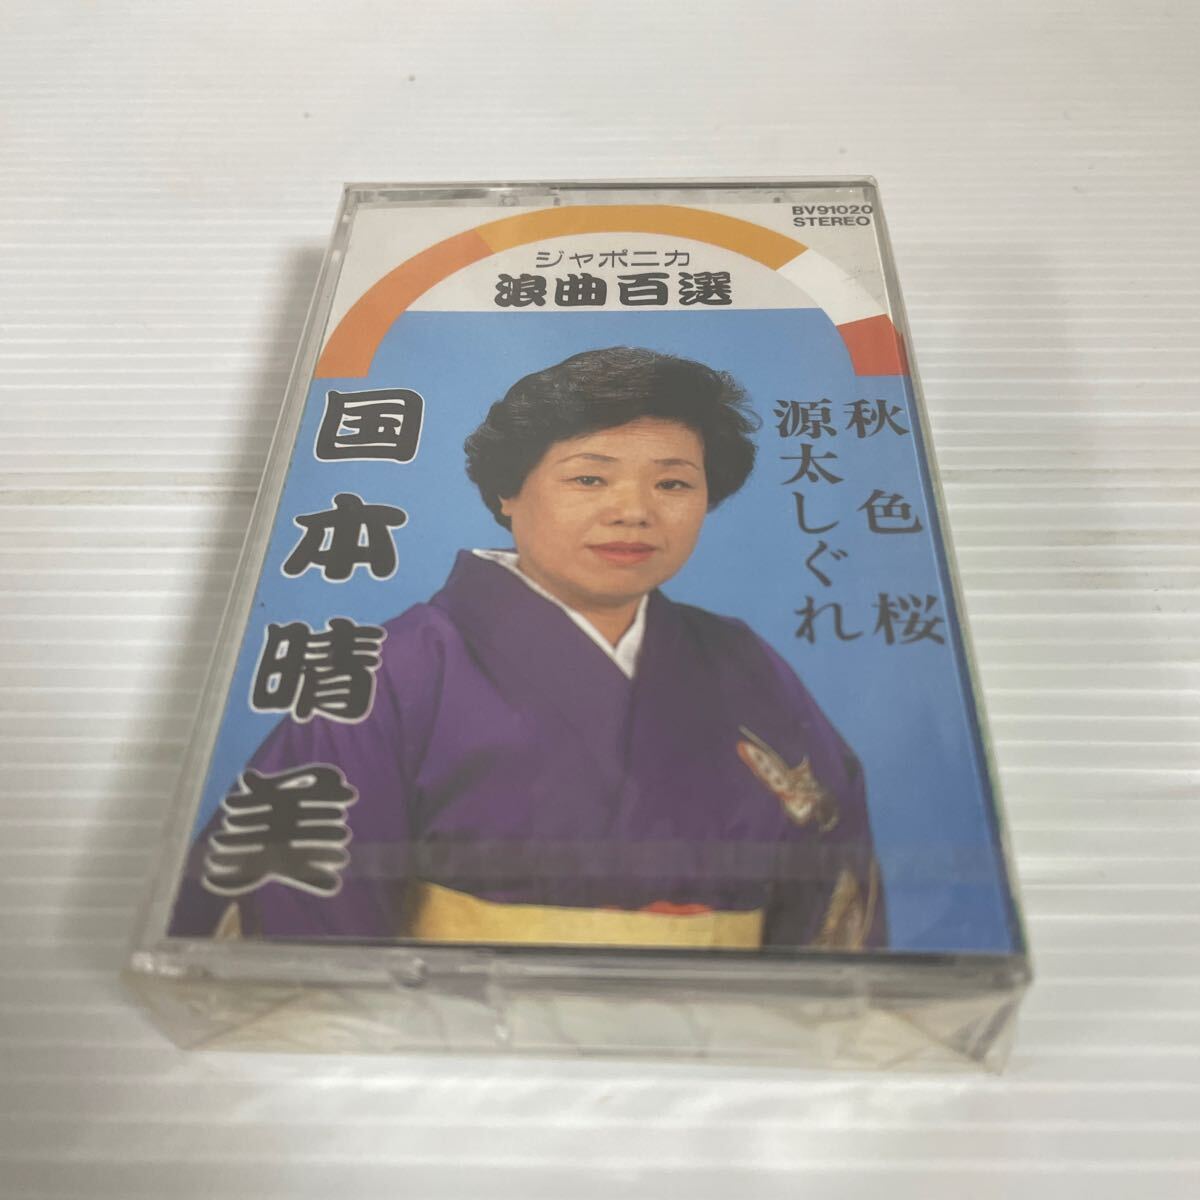 BV91020
STEREO
ジャポニカ
浪曲百選
国本晴美
秋色桜
源太しぐれ